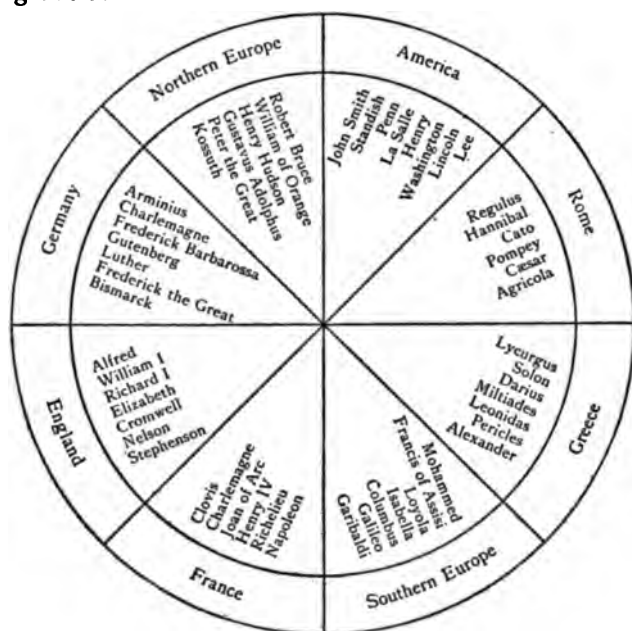 Northern Europe
Robert Bruce
William of Orange
Henry Hudson
Gustavus Adolphus
Peter the Great
Kossuth
America
John Smith
Standish
Penn
La Salle
Henry
Washington
Lincoln
Lee
Rome
Regulus
Hannibal
Cato
Pompey
Cæsar
Agricola
Greece
Lycurgus
Solon
Darius
Miltiades
Leonidas
Pericles
Alexander
Southern Europe
Mohammed
Francis of Assisi
Loyola
Isabella
Columbus
Galileo
Garibaldi
France
Clovis
Charlemagne
Joan of Arc
Henry IV
Richelieu
Napoleon
England
Alfred
William I
Richard I
Elizabeth
Cromwell
Nelson
Stephenson
Germany
Arminius
Charlemagne
Frederick Barbarossa
Gutenberg
Luther
Frederick the Great
Bismarck